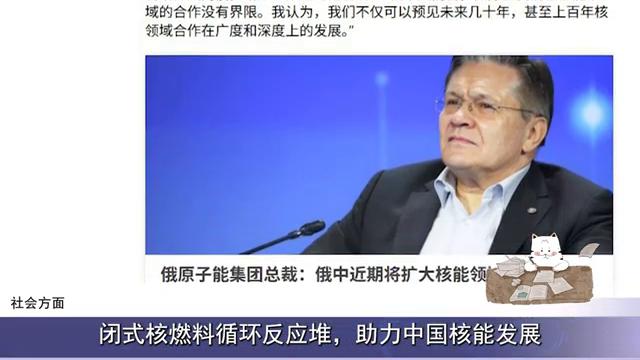 域的合作没有界限。我认为，我们不仅可以预见未来几十年，甚至上百年核
领域合作在广度和深度上的发展。”
俄原子能集团总裁：俄中近期将扩大核能领
社会方面
闭式核燃料循环反应堆，助力中国核能发展